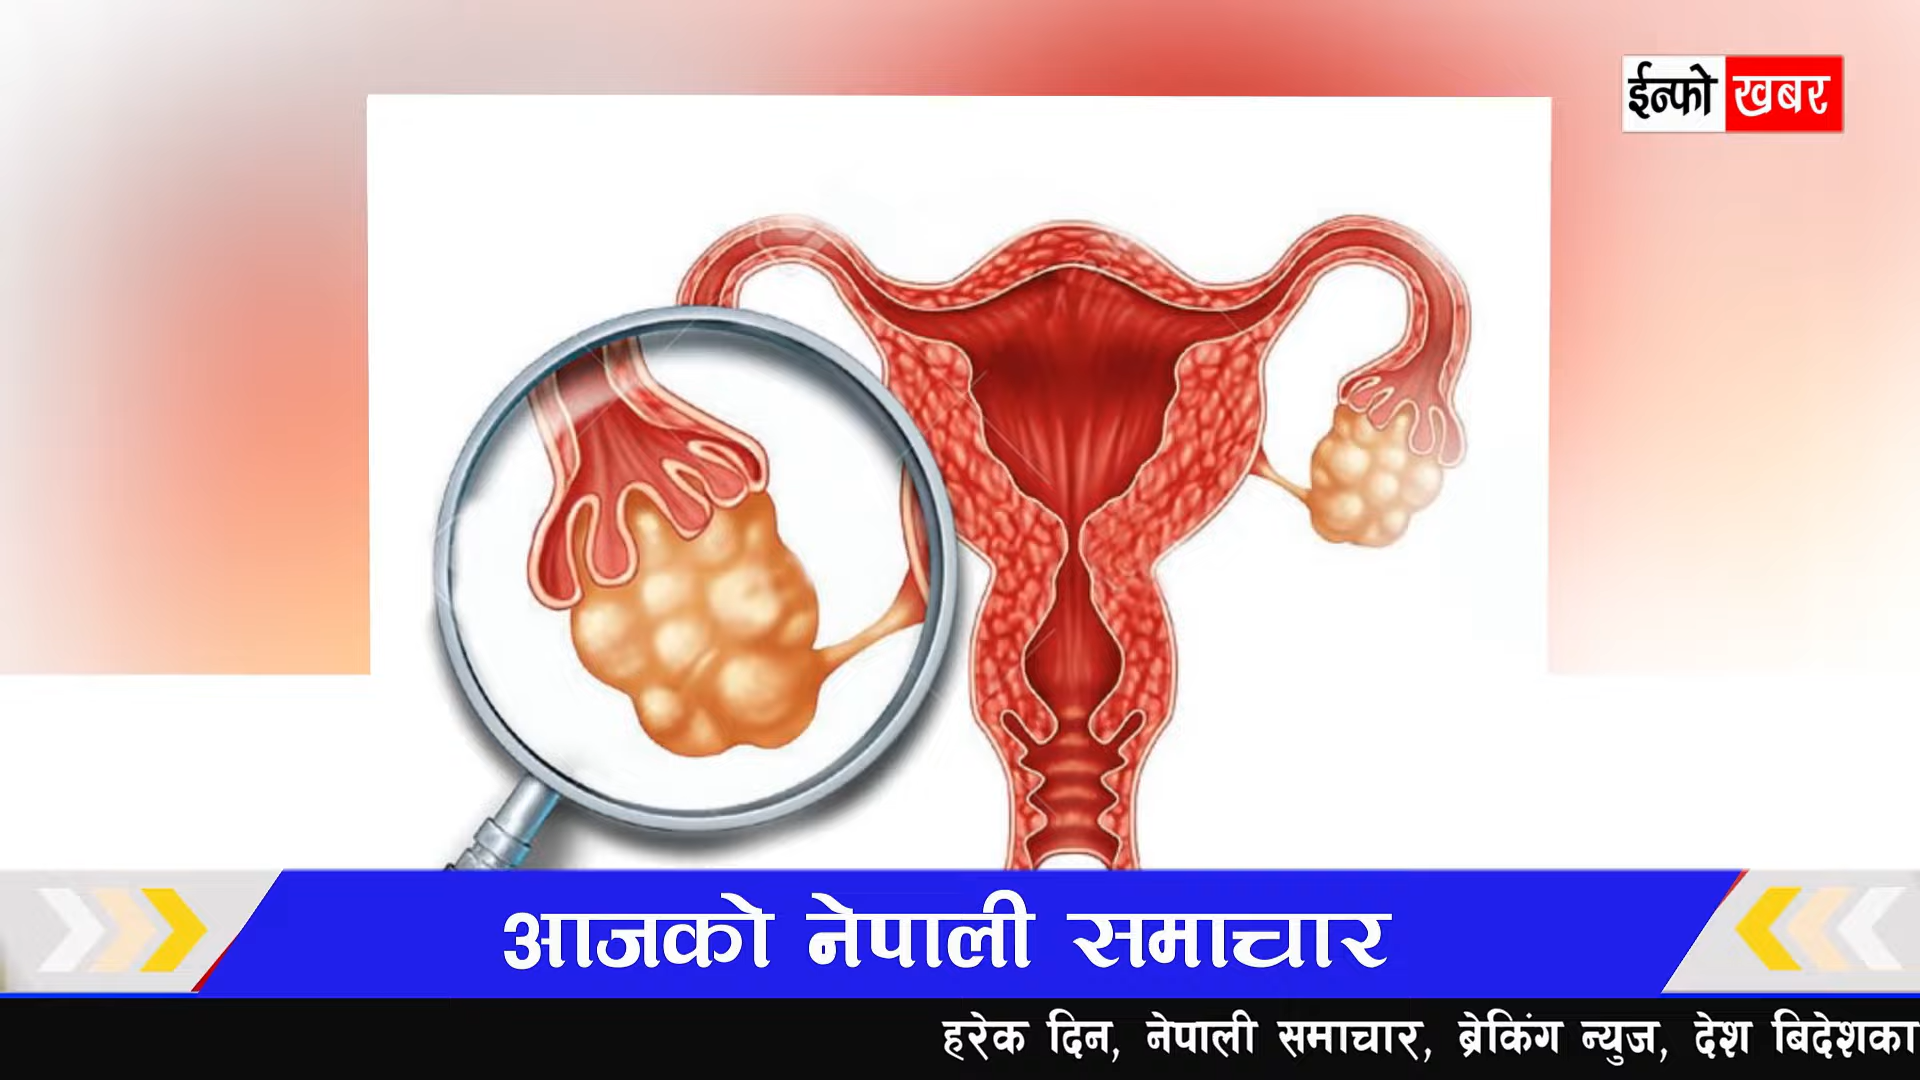 ईन्फो खबर
आजको नेपाली समाचार
हरेक दिन, नेपाली समाचार, ब्रेकिंग न्युज, देश बिदेशका